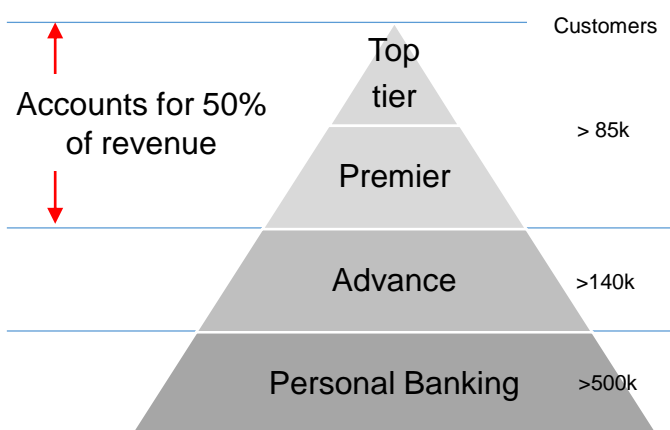 Customers
Top
tier
Accounts for 50%
of revenue
> 85k
Premier
Advance
>140k
Personal Banking
>500k